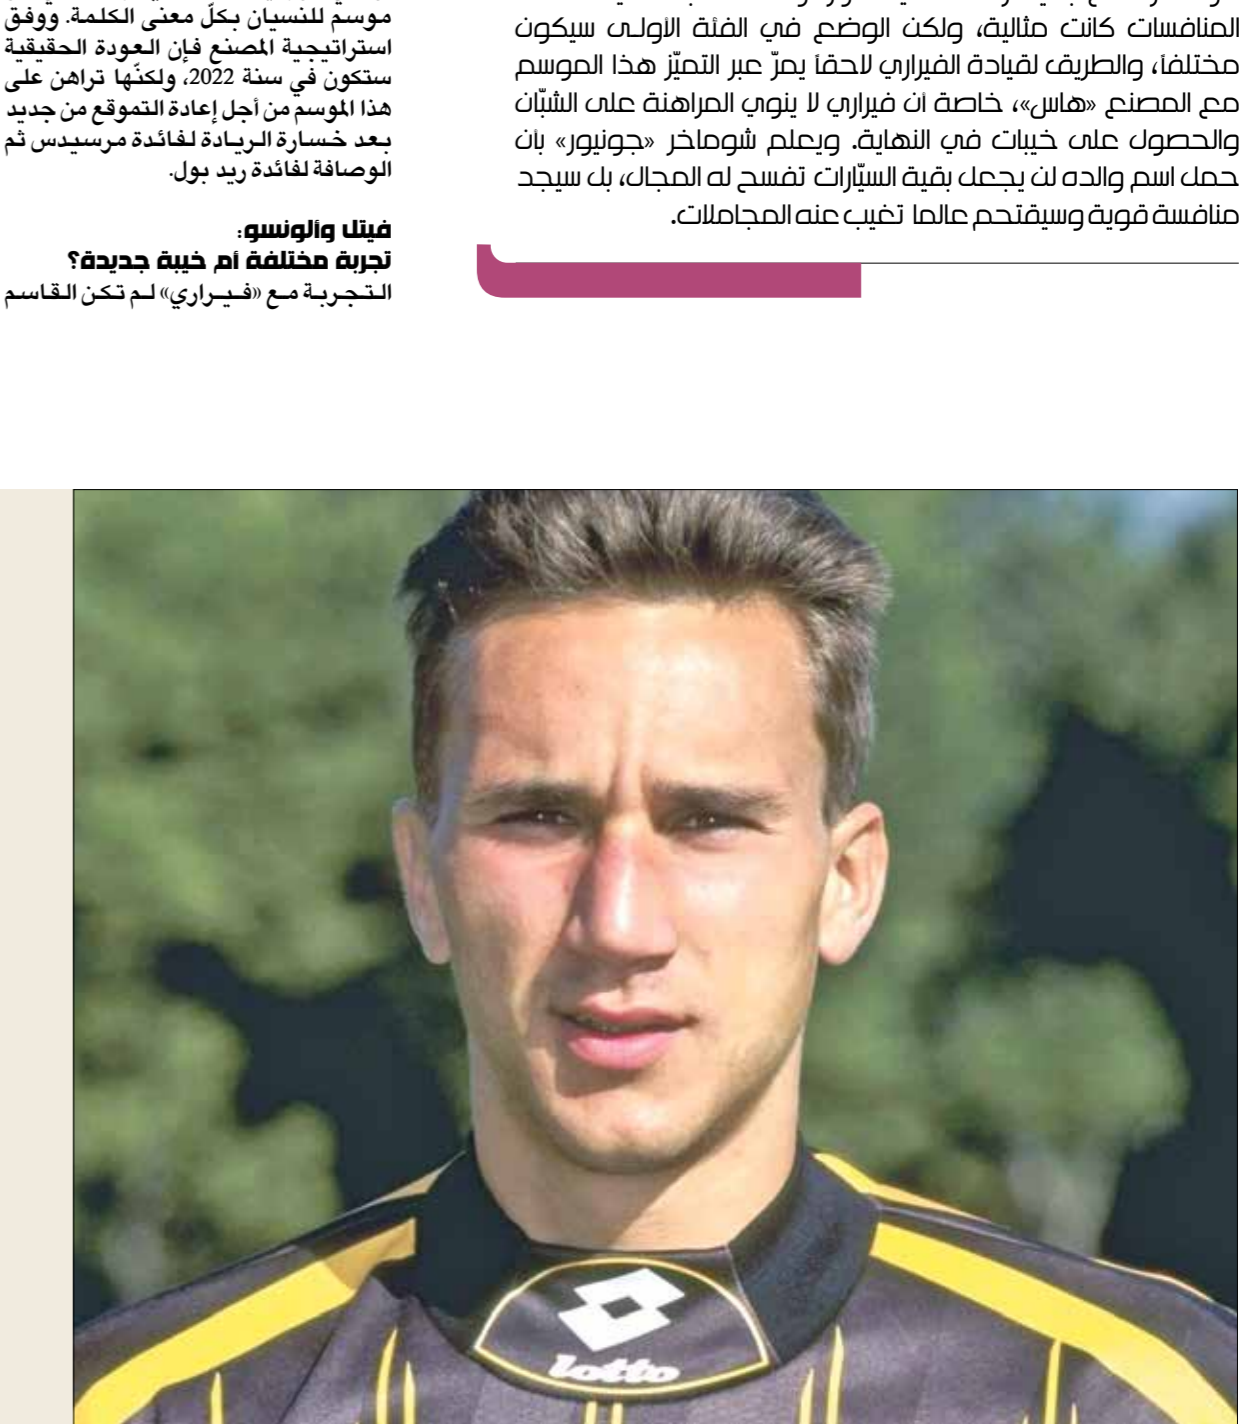 المنافسات كانت مثالية، ولكن الوضع في الفئة الأولى سيكون
مختلفاً، والطريق لقيادة الفيراري لاحقاً يمرّ عبر التميّز هذا الموسم
مع المصنع «هاس»، خاصة أن فيراري لا ينوي المراهنة على الشبّان
والحصول على خيبات في النهاية. ويعلم شوماخر «جونيور» بأن
حمل اسم والده لن يجعل بقية السيّارات تفسح له المجال، بل سيجد
منافسة قوية وسيقتحم عالما تغيب عنه المجاملات.
موسم للنسيان بكلّ معنى الكلمة. ووفق
استراتيجية المصنع فإن العودة الحقيقية
ستكون في سنة 2022، ولكنّها تراهن على
هذا الموسم من أجل إعادة التموقع من جديد
بعد خسارة الريادة لفائدة مرسيدس ثم
الوصافة لفائدة ريد بول.
فيتل وألونسو:
تجربة مختلفة أم خيبة جديدة؟
التجربة مع «فيراري» لم تكن القاسم
lotto